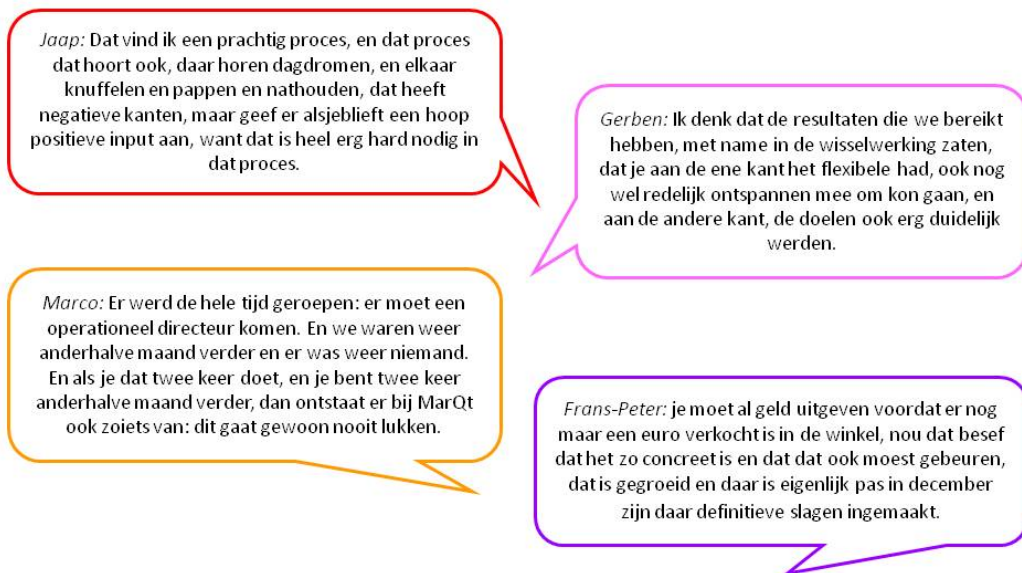 Jaap: Dat vind ik een prachtig proces, en dat proces
dat hoort ook, daar horen dagdromen, en elkaar
knuffelen en pappen en nathouden, dat heeft
negatieve kanten, maar geef er alsjeblieft een hoop
positieve input aan, want dat is heel erg hard nodig in
dat proces.
Gerben: Ik denk dat de resultaten die we bereikt
hebben, met name in de wisselwerking zaten,
dat je aan de ene kant het flexibele had, ook nog
wel redelijk ontspannen mee om kon gaan, en
aan de andere kant, de doelen ook erg duidelijk
werden.
Marco: Er werd de hele tijd geroepen: er moet een
operationeel directeur komen. En we waren weer
anderhalve maand verder en er was weer niemand.
En als je dat twee keer doet, en je bent twee keer
anderhalve maand verder, dan ontstaat er bij MarQt
ook zoiets van: dit gaat gewoon nooit lukken.
Frans-Peter: je moet al geld uitgeven voordat er nog
maar een euro verkocht is in de winkel, nou dat besef
dat het zo concreet is en dat dat ook moest gebeuren,
dat is gegroeid en daar is eigenlijk pas in december
zijn daar definitieve slagen ingemaakt.